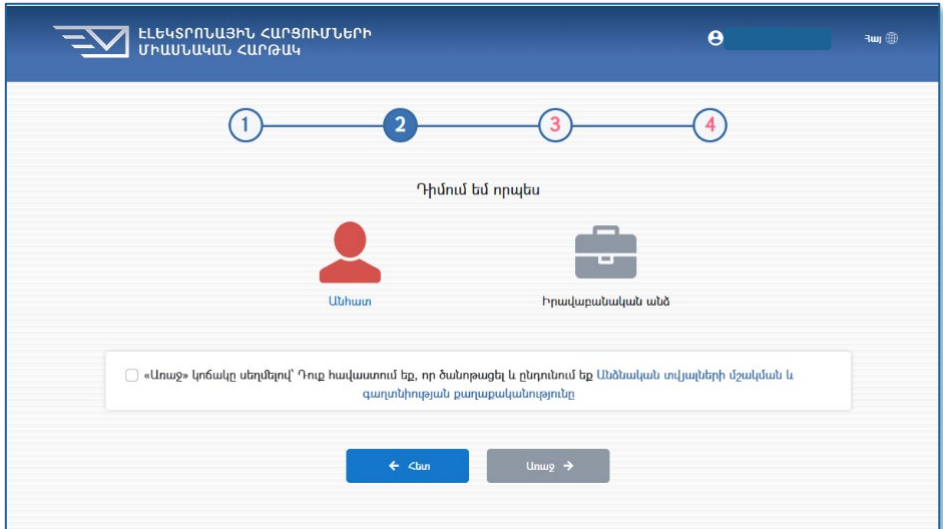 ԷԼԵԿՏՐՈՆԱՅԻՆ ՀԱՐՑՈՒՄՆԵՐԻ
ՄԻԱՍՆԱԿԱՆ ՀԱՐԹԱԿ
Հայ
1 2 3 4
Դիմում եմ որպես
Անհատ
Իրավաբանական անձ
«Առաջ» կոճակը սեղմելով՝ Դուք հավաստում եք, որ ծանոթացել և ընդունում եք Անձնական տվյալների մշակման և
գաղտնիության քաղաքականությունը
← Հետ
Առաջ →